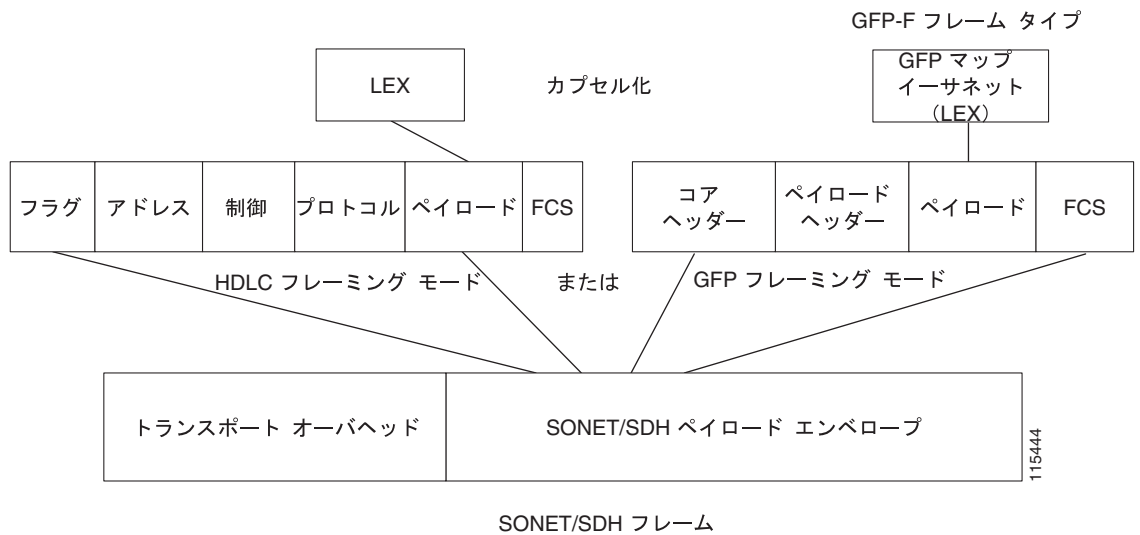 GFP-F フレーム タイプ
LEX
カプセル化
GFP マップ
イーサネット
(LEX)
フラグ
アドレス
制御
プロトコル
ペイロード
FCS
コア
ヘッダー
ペイロード
ヘッダー
ペイロード
FCS
HDLC フレーミング モード
または
GFP フレーミング モード
トランスポート オーバヘッド
SONET/SDH ペイロード エンベロープ
115444
SONET/SDH フレーム